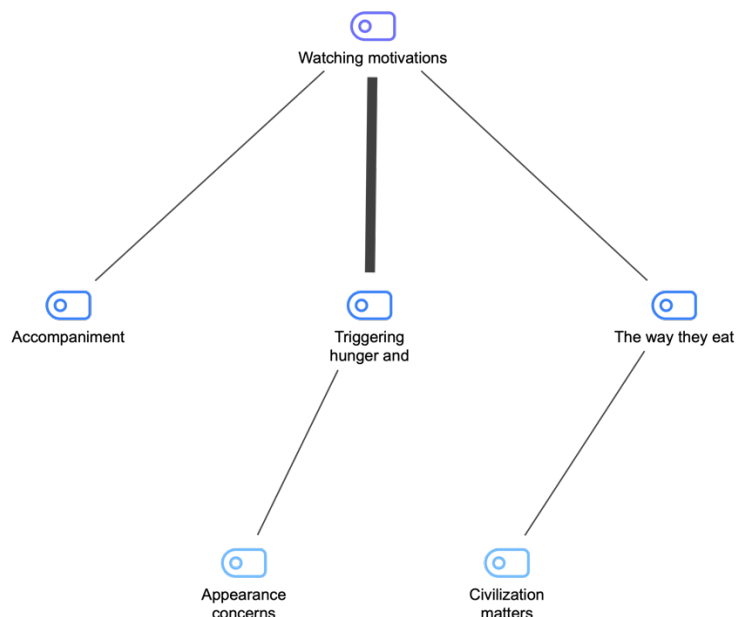 Watching motivations
Accompaniment
Triggering
hunger and
The way they eat
Appearance
concerns
Civilization
matters